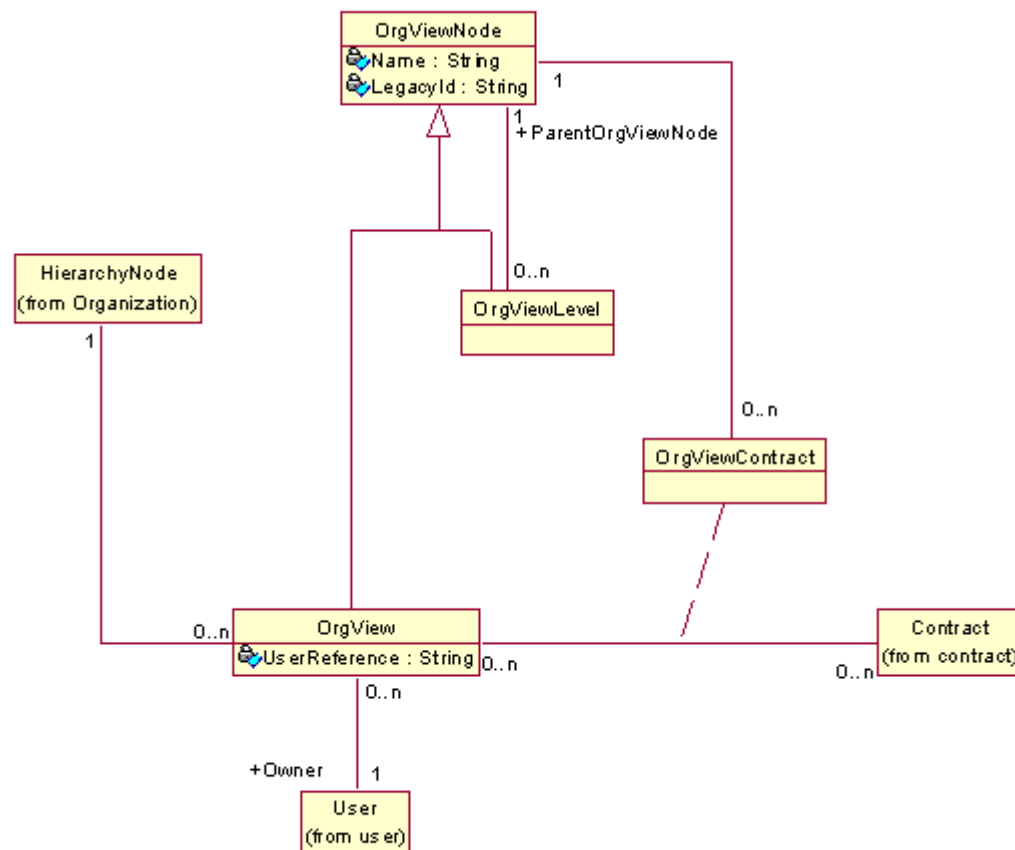 OrgViewNode
Name : String
LegacyId : String
1
1
+ParentOrgViewNode
HierarchyNode
(from Organization)
1
0..n
OrgViewLevel
0..n
OrgViewContract
0..n
OrgView
UserReference : String
0..n
0..n
Contract
(from contract)
0..n
+Owner
1
User
(from user)